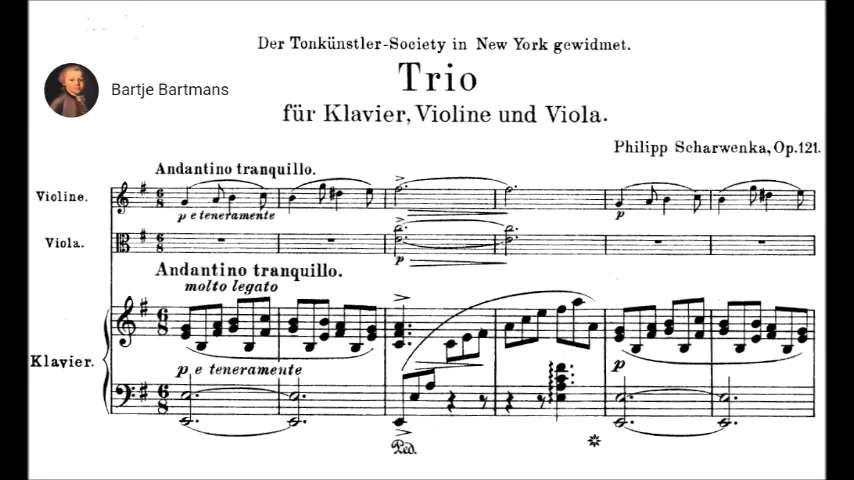 Der Tonkünstler-Society in New York gewidmet.
Trio
Bartje Bartmans
für Klavier, Violine und Viola.
Philipp Scharwenka, Op. 121.
Andantino tranquillo.
Violine.
p e teneramente
p
Viola.
p
Andantino tranquillo.
molto legato
Klavier.
p e teneramente
p
Ped.